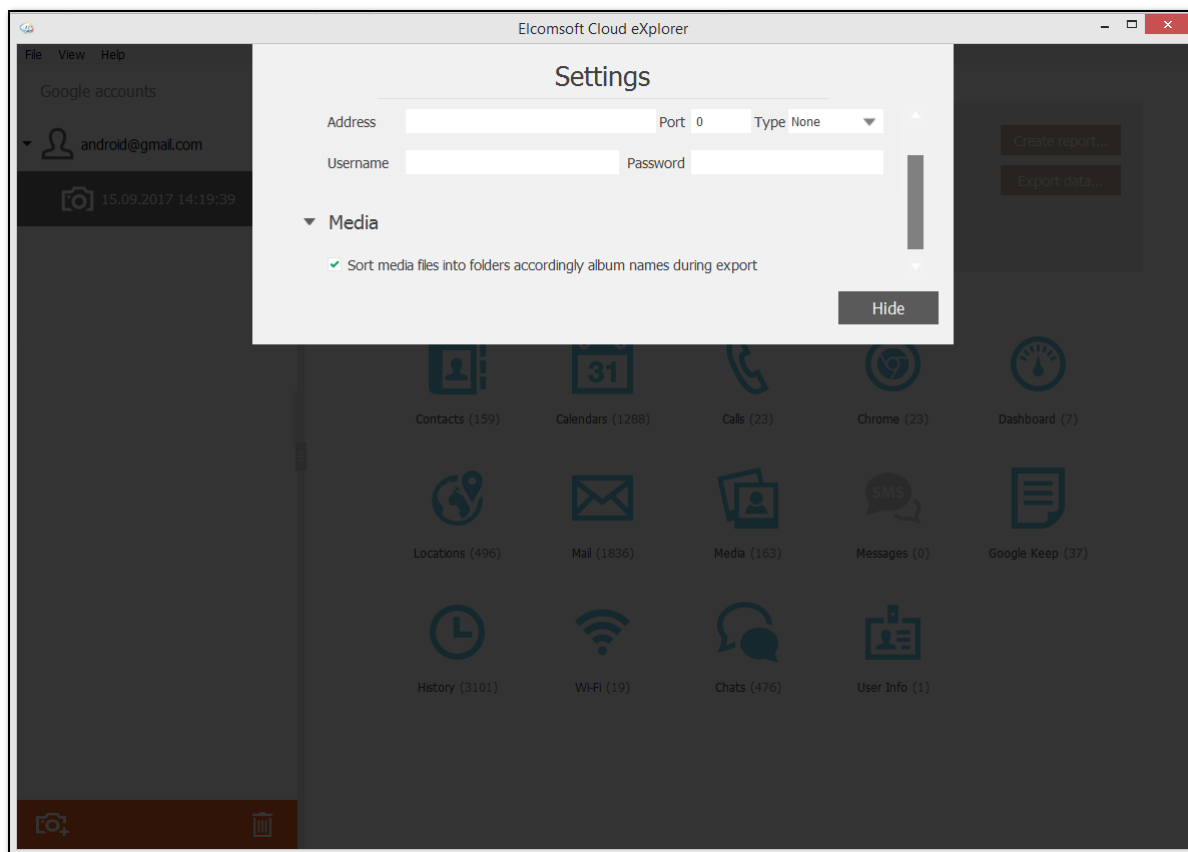 Elcomsoft Cloud eXplorer
File View Help
Google accounts
android@gmail.com
15.09.2017 14:19:39
Settings
Address Port 0 Type None
Username Password
Media
Sort media files into folders accordingly album names during export
Hide
Create report...
Export data...
31
Contacts (159) Calendars (1288) Calls (23) Chrome (23) Dashboard (7)
SMS
Locations (496) Mail (1836) Media (163) Messages (0) Google Keep (37)
History (3101) Wi-Fi (19) Chats (476) User Info (1)